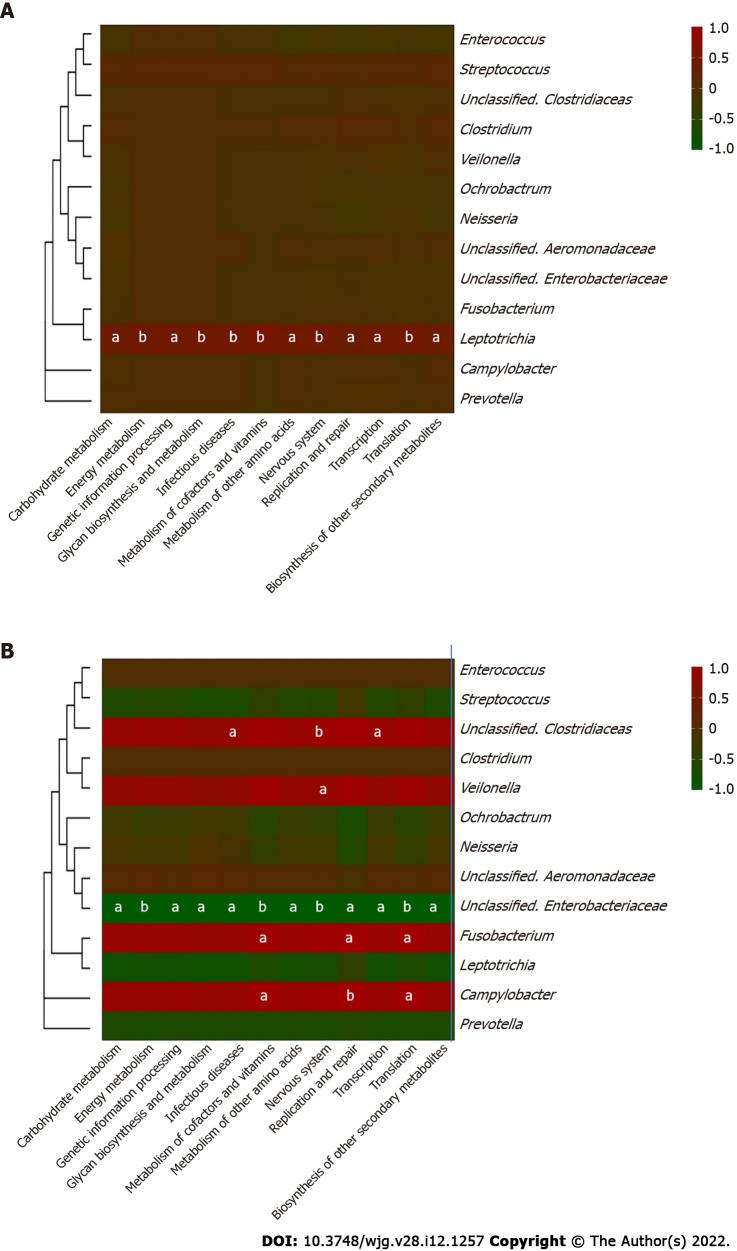 A
Enterococcus
Streptococcus
Unclassified. Clostridiaceas
Clostridium
Veilonella
Ochrobactrum
Neisseria
Unclassified. Aeromonadaceae
Unclassified. Enterobacteriaceae
Fusobacterium
Leptotrichia
Campylobacter
Prevotella
1.0
0.5
0
-0.5
-1.0
a b a b b b a b a a b a
Carbohydrate metabolism
Energy metabolism
Genetic information processing
Glycan biosynthesis and metabolism
Infectious diseases
Metabolism of cofactors and vitamins
Metabolism of other amino acids
Nervous system
Replication and repair
Transcription
Translation
Biosynthesis of other secondary metabolites
B
Enterococcus
Streptococcus
Unclassified. Clostridiaceas
Clostridium
Veilonella
Ochrobactrum
Neisseria
Unclassified. Aeromonadaceae
Unclassified. Enterobacteriaceae
Fusobacterium
Leptotrichia
Campylobacter
Prevotella
1.0
0.5
0
-0.5
-1.0
a b a
a
a b a a a b a b a a b a
a a a
a b a
Carbohydrate metabolism
Energy metabolism
Genetic information processing
Glycan biosynthesis and metabolism
Infectious diseases
Metabolism of cofactors and vitamins
Metabolism of other amino acids
Nervous system
Replication and repair
Transcription
Translation
Biosynthesis of other secondary metabolites
DOI: 10.3748/wjg.v28.i12.1257 Copyright © The Author(s) 2022.